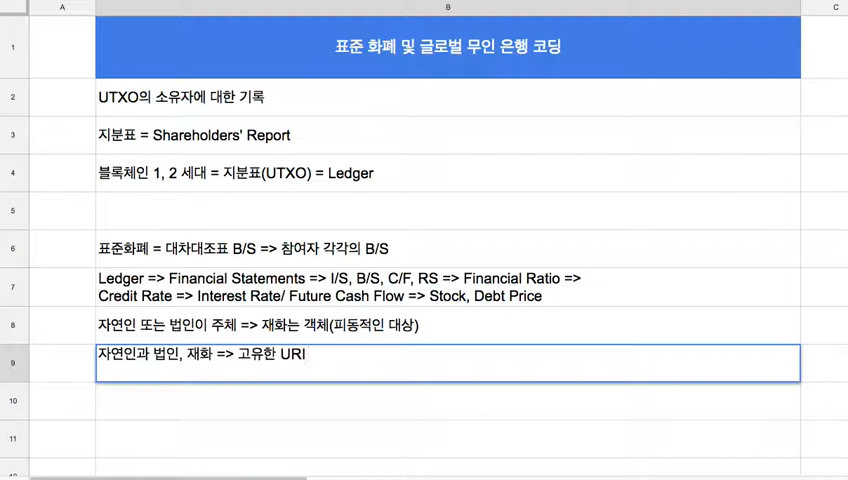 A
B
C
1
표준 화폐 및 글로벌 무인 은행 코딩
2
UTXO의 소유자에 대한 기록
3
지분표 = Shareholders' Report
4
블록체인 1, 2 세대 = 지분표(UTXO) = Ledger
5
6
표준화폐 = 대차대조표 B/S => 참여자 각각의 B/S
7
Ledger => Financial Statements => I/S, B/S, C/F, RS => Financial Ratio =>
Credit Rate => Interest Rate/ Future Cash Flow => Stock, Debt Price
8
자연인 또는 법인이 주체 => 재화는 객체(피동적인 대상)
9
자연인과 법인, 재화 => 고유한 URI
10
11